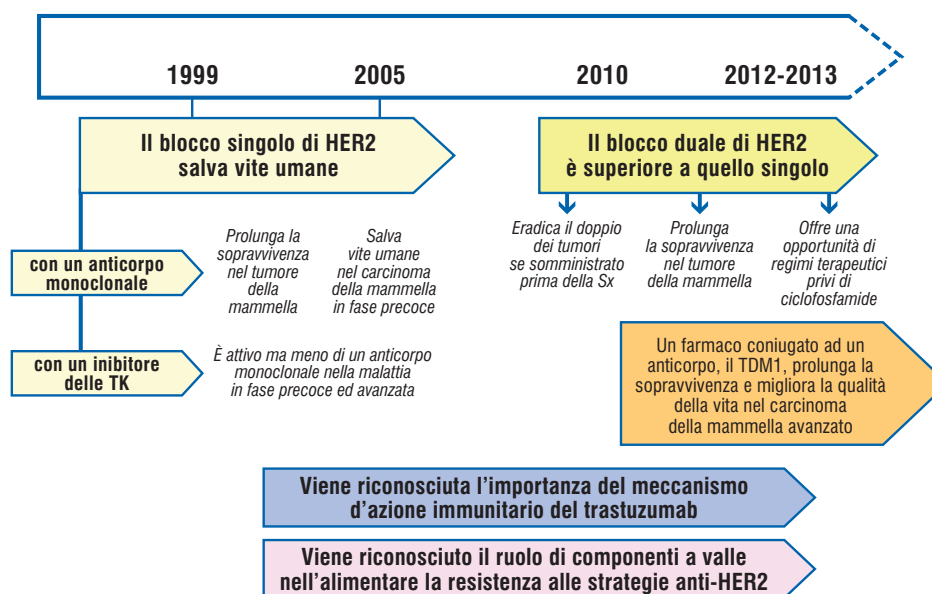 1999
2005
2010
2012-2013
Il blocco singolo di HER2
salva vite umane
Il blocco duale di HER2
è superiore a quello singolo
con un anticorpo
monoclonale
Prolunga la
sopravvivenza
nel tumore
della
mammella
Salva
vite umane
nel carcinoma
della mammella
in fase precoce
Eradica il doppio
dei tumori
se somministrato
prima della Sx
Prolunga
la sopravvivenza
nel tumore
della mammella
Offre una
opportunità di
regimi terapeutici
privi di
ciclofosfamide
con un inibitore
delle TK
È attivo ma meno di un anticorpo
monoclonale nella malattia
in fase precoce ed avanzata
Un farmaco coniugato ad un
anticorpo, il TDM1, prolunga la
sopravvivenza e migliora la qualità
della vita nel carcinoma
della mammella avanzato
Viene riconosciuta l'importanza del meccanismo
d'azione immunitario del trastuzumab
Viene riconosciuto il ruolo di componenti a valle
nell'alimentare la resistenza alle strategie anti-HER2